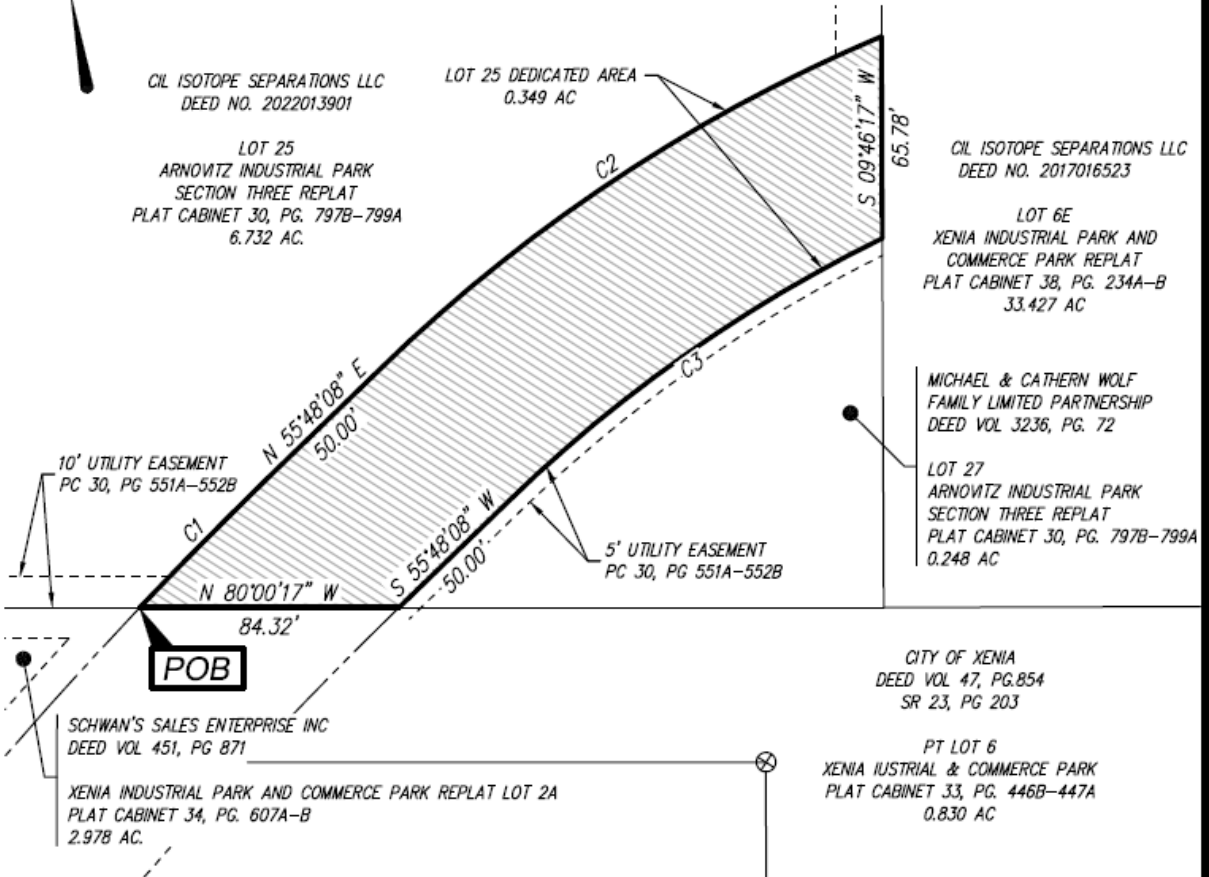 CIL ISOTOPE SEPARATIONS LLC
DEED NO. 2022013901
LOT 25
ARNOVITZ INDUSTRIAL PARK
SECTION THREE REPLAT
PLAT CABINET 30, PG. 797B-799A
6.732 AC.
LOT 25 DEDICATED AREA
0.349 AC
C2
S 09°46'17" W
65.78'
CIL ISOTOPE SEPARATIONS LLC
DEED NO. 2017016523
LOT 6E
XENIA INDUSTRIAL PARK AND
COMMERCE PARK REPLAT
PLAT CABINET 38, PG. 234A-B
33.427 AC
C3
MICHAEL & CATHERN WOLF
FAMILY LIMITED PARTNERSHIP
DEED VOL 3236, PG. 72
LOT 27
ARNOVITZ INDUSTRIAL PARK
SECTION THREE REPLAT
PLAT CABINET 30, PG. 797B-799A
0.248 AC
N 55°48'08" E
50.00'
10' UTILITY EASEMENT
PC 30, PG 551A-552B
C1
S 55°48'08" W
50.00'
5' UTILITY EASEMENT
PC 30, PG 551A-552B
N 80°00'17" W
84.32'
POB
CITY OF XENIA
DEED VOL 47, PG.854
SR 23, PG 203
PT LOT 6
XENIA IUSTRIAL & COMMERCE PARK
PLAT CABINET 33, PG. 446B-447A
0.830 AC
SCHWAN'S SALES ENTERPRISE INC
DEED VOL 451, PG 871
XENIA INDUSTRIAL PARK AND COMMERCE PARK REPLAT LOT 2A
PLAT CABINET 34, PG. 607A-B
2.978 AC.